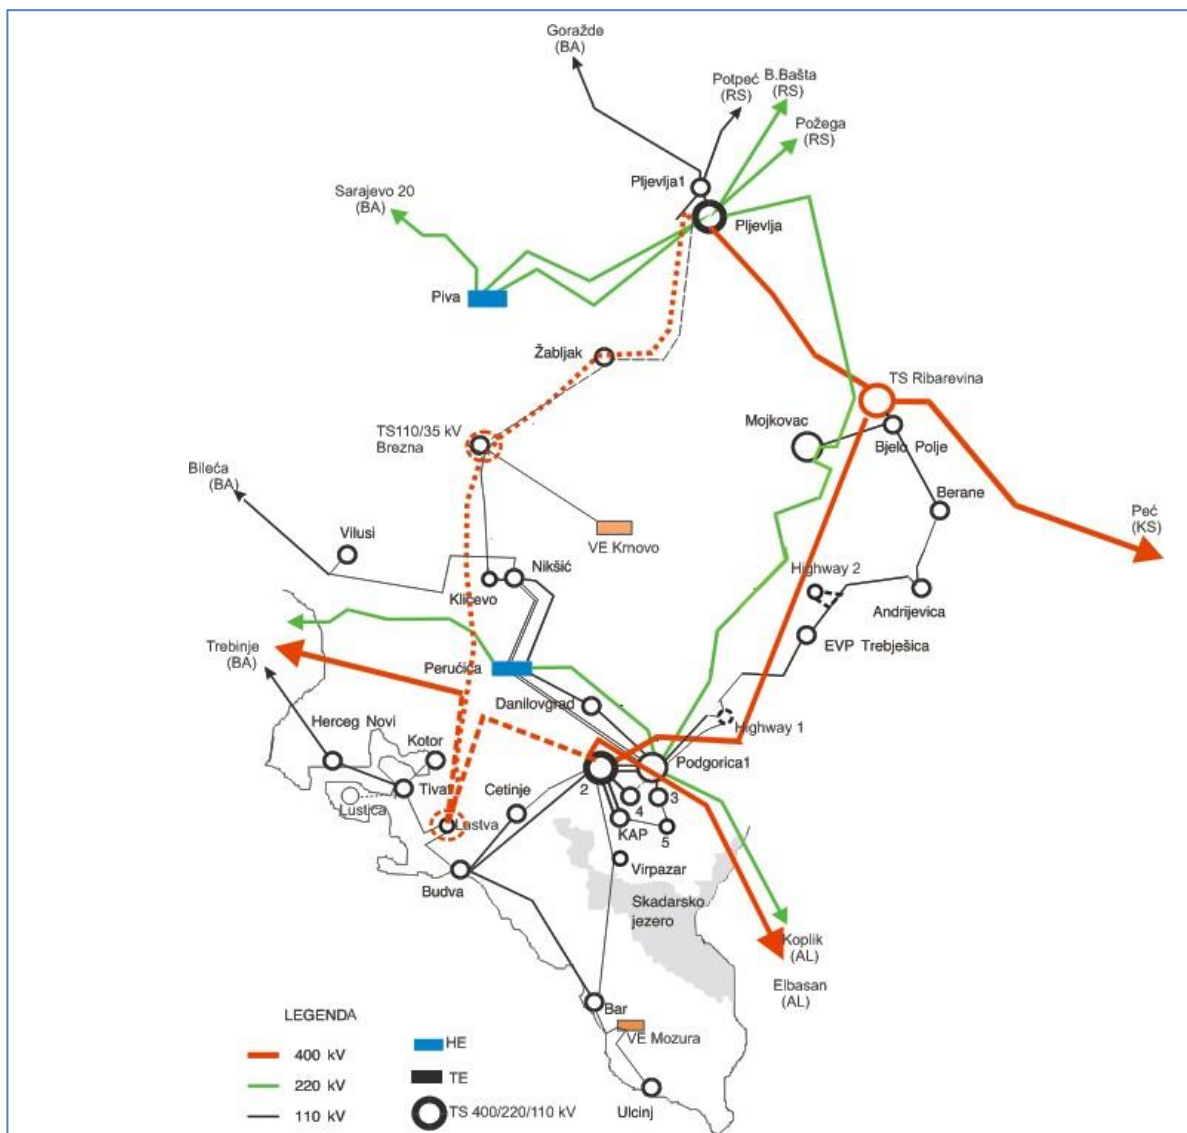 Goražde
(BA)
Potpeć
(RS)
B.Bašta
(RS)
Požega
(RS)
Pljevlja1
Sarajevo 20
(BA)
Pljevlja
Piva
Žabljak
TS Ribarevina
Mojkovac
TS110/35 kV
Brezna
Bjelo Polje
Bileća
(BA)
Berane
Peć
(KS)
Vilusi
VE Krnovo
Nikšić
Highway 2
Kličevo
Andrijevica
Trebinje
(BA)
EVP Trebješica
Perućica
Danilovgrad
Herceg Novi
Highway 1
Kotor
Podgorica1
Tivat
Cetinje
2
4
3
Luštica
Lastva
KAP
5
Virpazar
Budva
Skadarsko
jezero
Koplik
(AL)
Elbasan
(AL)
Bar
LEGENDA
VE Mozura
400 kV
HE
220 kV
TE
110 kV
TS 400/220/110 kV
Ulcinj